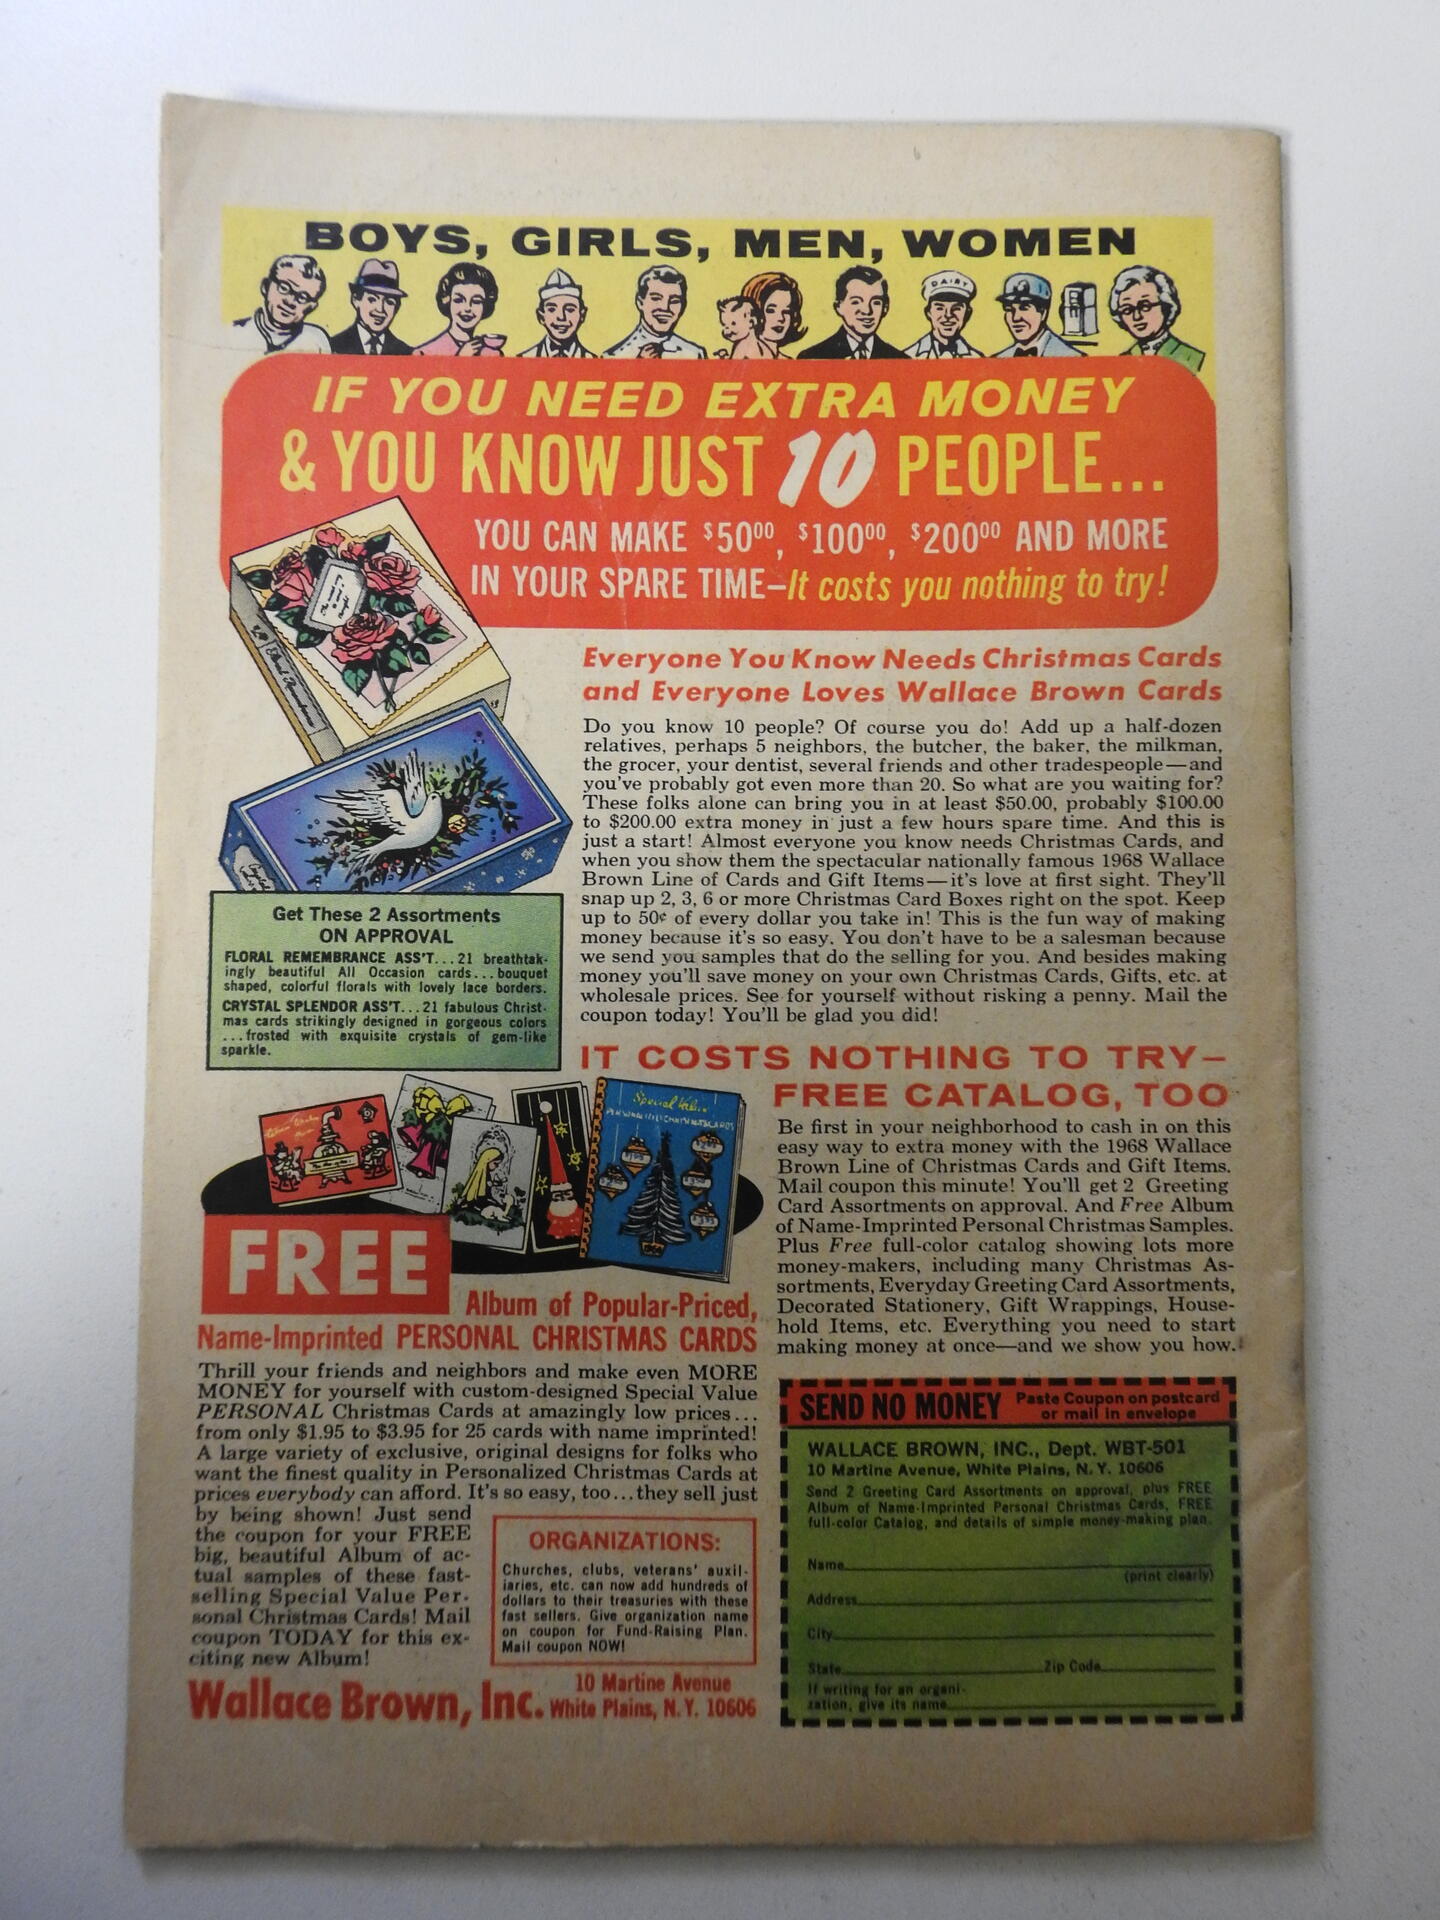 BOYS, GIRLS, MEN, WOMEN
DAIRY
IF YOU NEED EXTRA MONEY
& YOU KNOW JUST 10 PEOPLE...
YOU CAN MAKE $50⁰⁰, $100⁰⁰, $200⁰⁰ AND MORE
IN YOUR SPARE TIME—It costs you nothing to try!
Everyone You Know Needs Christmas Cards
and Everyone Loves Wallace Brown Cards
Do you know 10 people? Of course you do! Add up a half-dozen
relatives, perhaps 5 neighbors, the butcher, the baker, the milkman,
the grocer, your dentist, several friends and other tradespeople—and
you've probably got even more than 20. So what are you waiting for?
These folks alone can bring you in at least $50.00, probably $100.00
to $200.00 extra money in just a few hours spare time. And this is
just a start! Almost everyone you know needs Christmas Cards, and
when you show them the spectacular nationally famous 1968 Wallace
Brown Line of Cards and Gift Items—it's love at first sight. They'll
snap up 2, 3, 6 or more Christmas Card Boxes right on the spot. Keep
up to 50¢ of every dollar you take in! This is the fun way of making
money because it's so easy. You don't have to be a salesman because
we send you samples that do the selling for you. And besides making
money you'll save money on your own Christmas Cards, Gifts, etc. at
wholesale prices. See for yourself without risking a penny. Mail the
coupon today! You'll be glad you did!
Get These 2 Assortments
ON APPROVAL
FLORAL REMEMBRANCE ASS'T...21 breathtak-
ingly beautiful All Occasion cards...bouquet
shaped, colorful florals with lovely lace borders.
CRYSTAL SPLENDOR ASS'T...21 fabulous Christ-
mas cards strikingly designed in gorgeous colors
...frosted with exquisite crystals of gem-like
sparkle.
IT COSTS NOTHING TO TRY—
FREE CATALOG, TOO
Be first in your neighborhood to cash in on this
easy way to extra money with the 1968 Wallace
Brown Line of Christmas Cards and Gift Items.
Mail coupon this minute! You'll get 2 Greeting
Card Assortments on approval. And Free Album
of Name-Imprinted Personal Christmas Samples.
Plus Free full-color catalog showing lots more
money-makers, including many Christmas As-
sortments, Everyday Greeting Card Assortments,
Decorated Stationery, Gift Wrappings, House-
hold Items, etc. Everything you need to start
making money at once—and we show you how.
Special Value
PERSONALIZED CHRISTMAS CARDS
FREE
Album of Popular-Priced,
Name-Imprinted PERSONAL CHRISTMAS CARDS
Thrill your friends and neighbors and make even MORE
MONEY for yourself with custom-designed Special Value
PERSONAL Christmas Cards at amazingly low prices...
from only $1.95 to $3.95 for 25 cards with name imprinted!
A large variety of exclusive, original designs for folks who
want the finest quality in Personalized Christmas Cards at
prices everybody can afford. It's so easy, too...they sell just
by being shown! Just send
the coupon for your FREE
big, beautiful Album of ac-
tual samples of these fast-
selling Special Value Per-
sonal Christmas Cards! Mail
coupon TODAY for this ex-
citing new Album!
ORGANIZATIONS:
Churches, clubs, veterans' auxil-
iaries, etc. can now add hundreds of
dollars to their treasuries with these
fast sellers. Give organization name
on coupon for Fund-Raising Plan.
Mail coupon NOW!
Wallace Brown, Inc. 10 Martine Avenue
White Plains, N.Y. 10606
SEND NO MONEY Paste Coupon on postcard
or mail in envelope
WALLACE BROWN, INC., Dept. WBT-501
10 Martine Avenue, White Plains, N.Y. 10606
Send 2 Greeting Card Assortments on approval, plus FREE
Album of Name-Imprinted Personal Christmas Cards, FREE
full-color Catalog, and details of simple money-making plan.
Name
(print clearly)
Address
City
State Zip Code
If writing for an organi-
zation, give its name